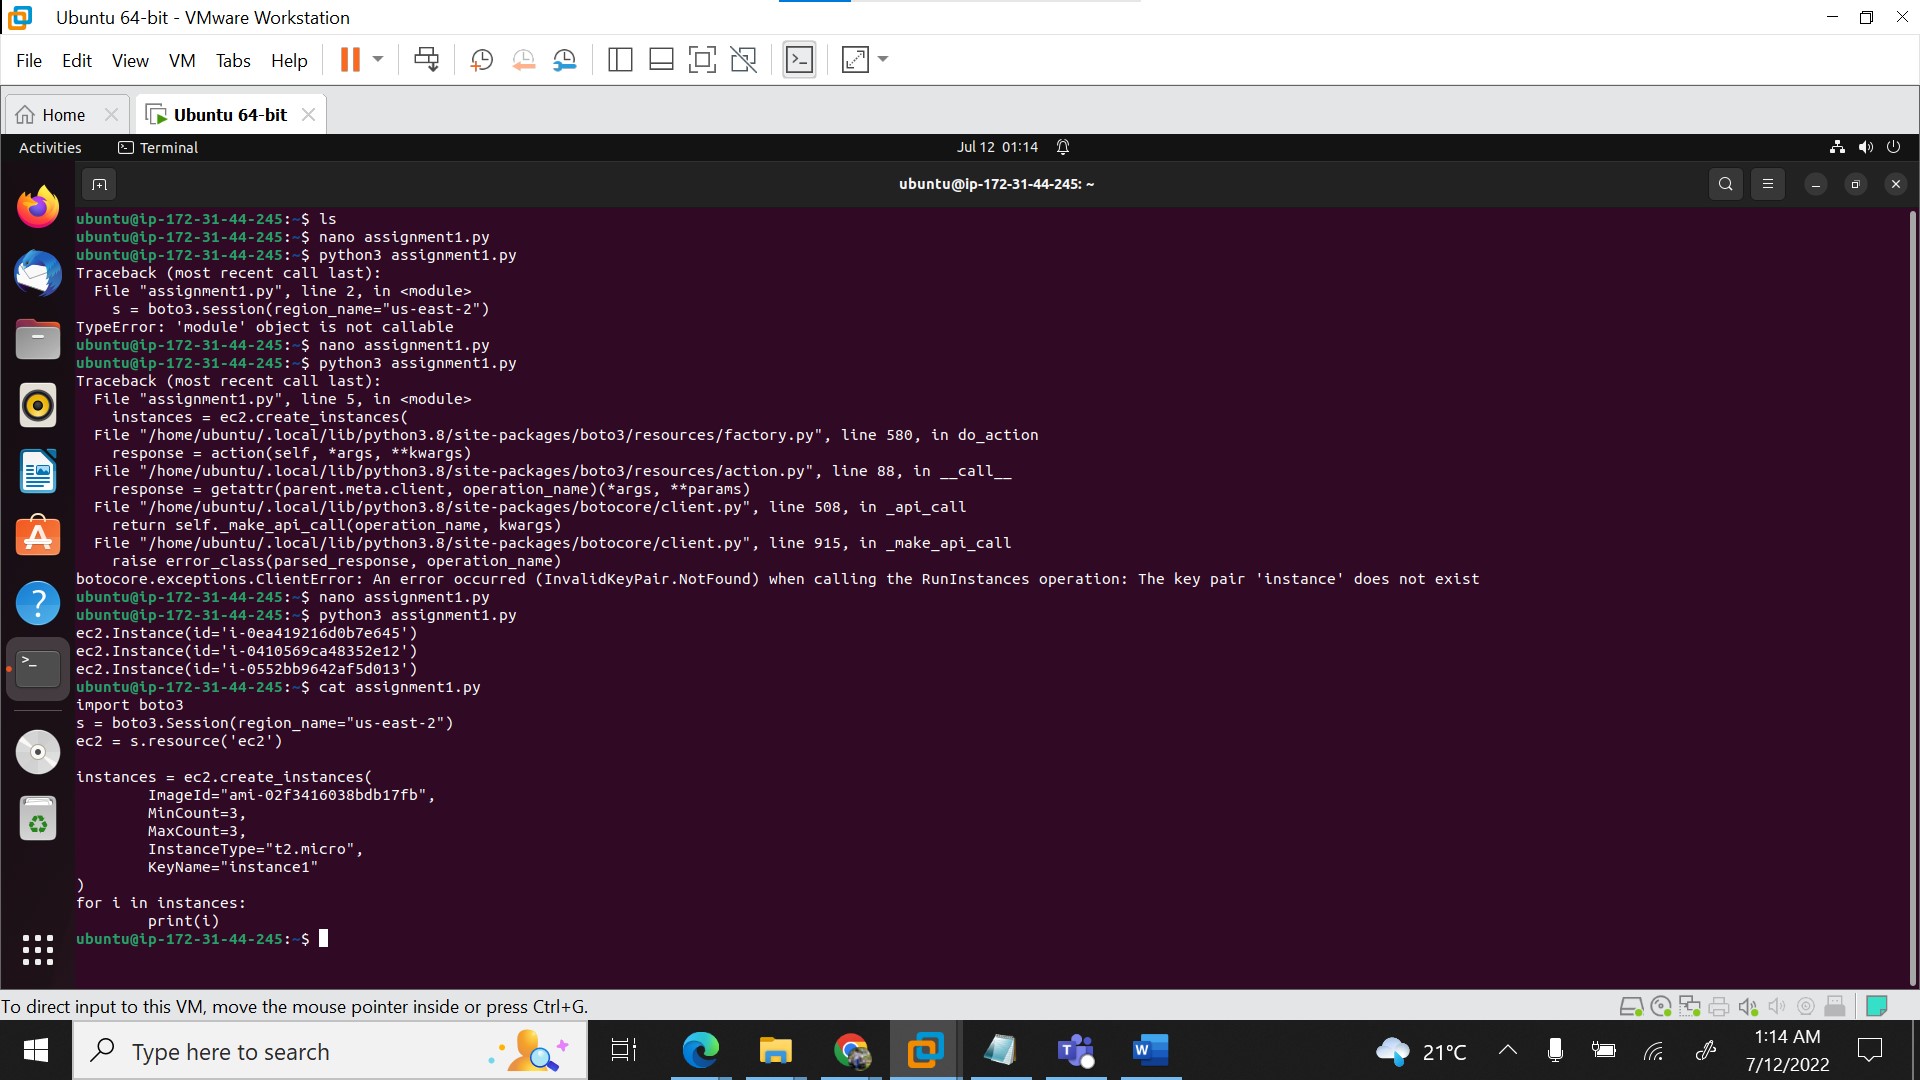 Ubuntu 64-bit - VMware Workstation
File Edit View VM Tabs Help
Home
Ubuntu 64-bit
Activities
Terminal
Jul 12 01:14
ubuntu@ip-172-31-44-245: ~
ubuntu@ip-172-31-44-245:~$ ls
ubuntu@ip-172-31-44-245:~$ nano assignment1.py
ubuntu@ip-172-31-44-245:~$ python3 assignment1.py
Traceback (most recent call last):
  File "assignment1.py", line 2, in <module>
    s = boto3.session(region_name="us-east-2")
TypeError: 'module' object is not callable
ubuntu@ip-172-31-44-245:~$ nano assignment1.py
ubuntu@ip-172-31-44-245:~$ python3 assignment1.py
Traceback (most recent call last):
  File "assignment1.py", line 5, in <module>
    instances = ec2.create_instances(
  File "/home/ubuntu/.local/lib/python3.8/site-packages/boto3/resources/factory.py", line 580, in do_action
    response = action(self, *args, **kwargs)
  File "/home/ubuntu/.local/lib/python3.8/site-packages/boto3/resources/action.py", line 88, in __call__
    response = getattr(parent.meta.client, operation_name)(*args, **params)
  File "/home/ubuntu/.local/lib/python3.8/site-packages/botocore/client.py", line 508, in _api_call
    return self._make_api_call(operation_name, kwargs)
  File "/home/ubuntu/.local/lib/python3.8/site-packages/botocore/client.py", line 915, in _make_api_call
    raise error_class(parsed_response, operation_name)
botocore.exceptions.ClientError: An error occurred (InvalidKeyPair.NotFound) when calling the RunInstances operation: The key pair 'instance' does not exist
ubuntu@ip-172-31-44-245:~$ nano assignment1.py
ubuntu@ip-172-31-44-245:~$ python3 assignment1.py
ec2.Instance(id='i-0ea419216d0b7e645')
ec2.Instance(id='i-0410569ca48352e12')
ec2.Instance(id='i-0552bb9642af5d013')
ubuntu@ip-172-31-44-245:~$ cat assignment1.py
import boto3
s = boto3.Session(region_name="us-east-2")
ec2 = s.resource('ec2')
instances = ec2.create_instances(
        ImageId="ami-02f3416038bdb17fb",
        MinCount=3,
        MaxCount=3,
        InstanceType="t2.micro",
        KeyName="instance1"
)
for i in instances:
        print(i)
ubuntu@ip-172-31-44-245:~$
To direct input to this VM, move the mouse pointer inside or press Ctrl+G.
Type here to search
21°C
1:14 AM
7/12/2022